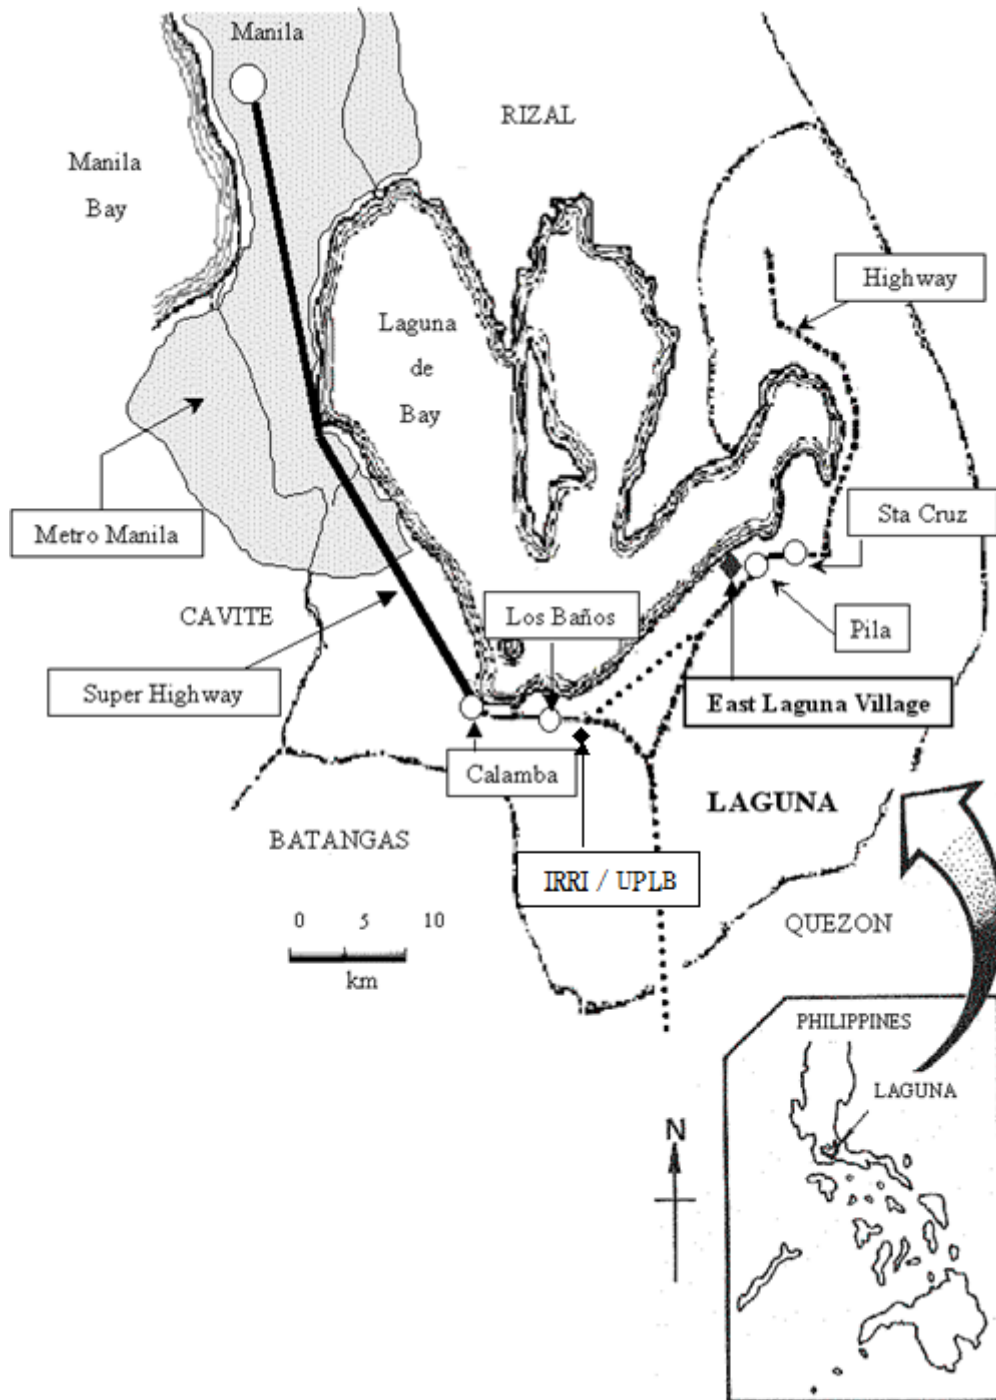 Manila
RIZAL
Manila
Bay
Highway
Laguna
de
Bay
Sta Cruz
Metro Manila
CAVITE
Los Baños
Pila
Super Highway
East Laguna Village
Calamba
LAGUNA
BATANGAS
IRRI / UPLB
0 5 10
km
QUEZON
PHILIPPINES
LAGUNA
N